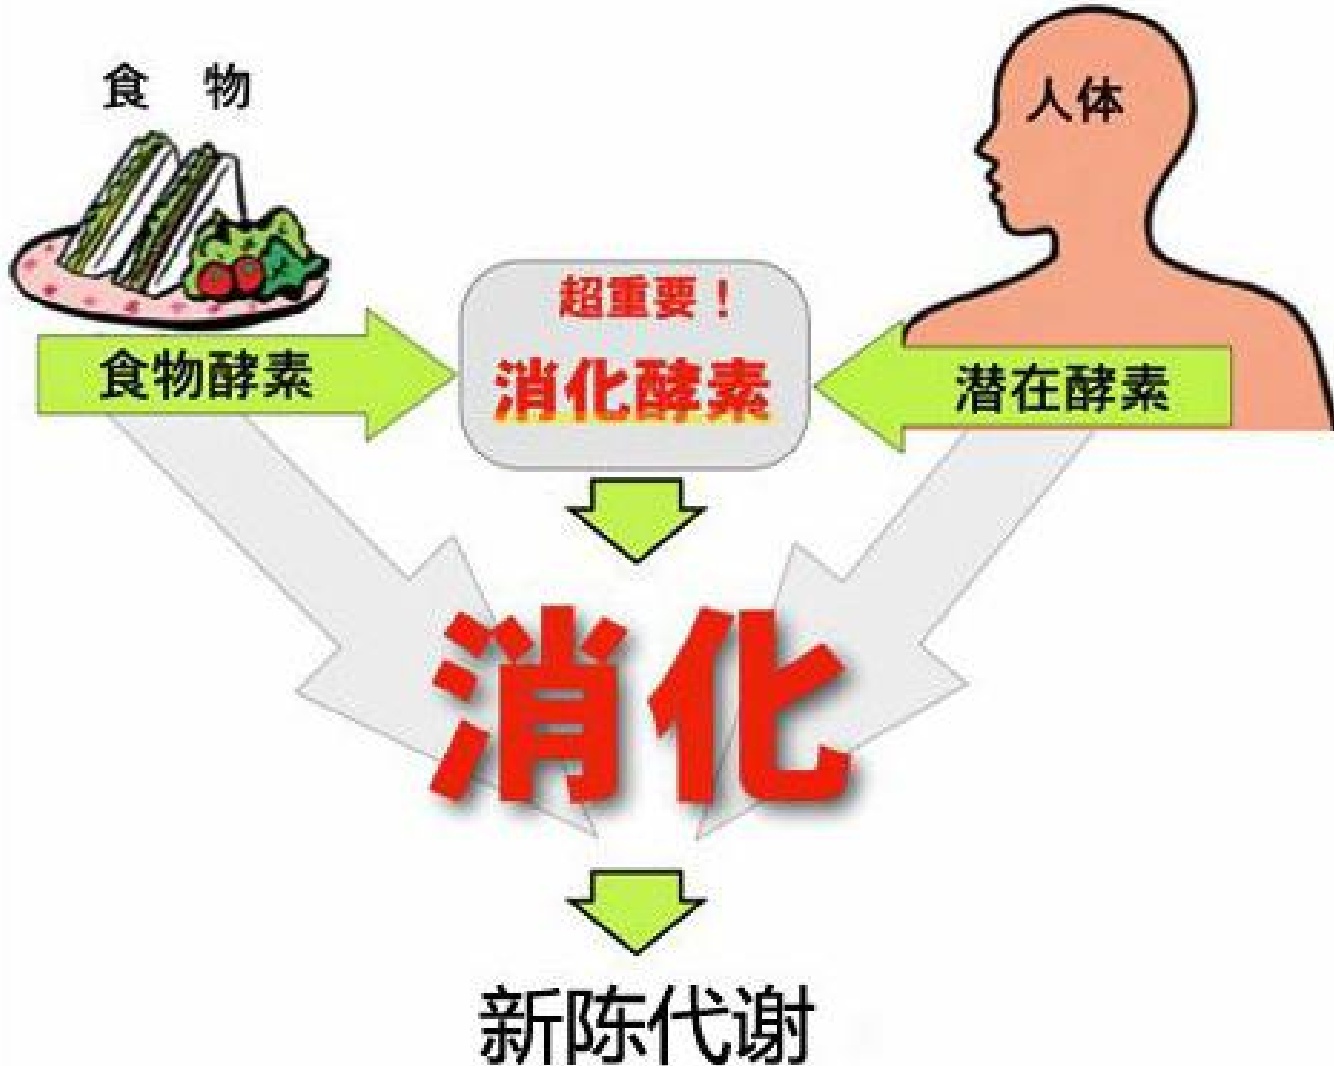 食 物
人体
超重要！
消化酵素
食物酵素
潜在酵素
消化
新陈代谢